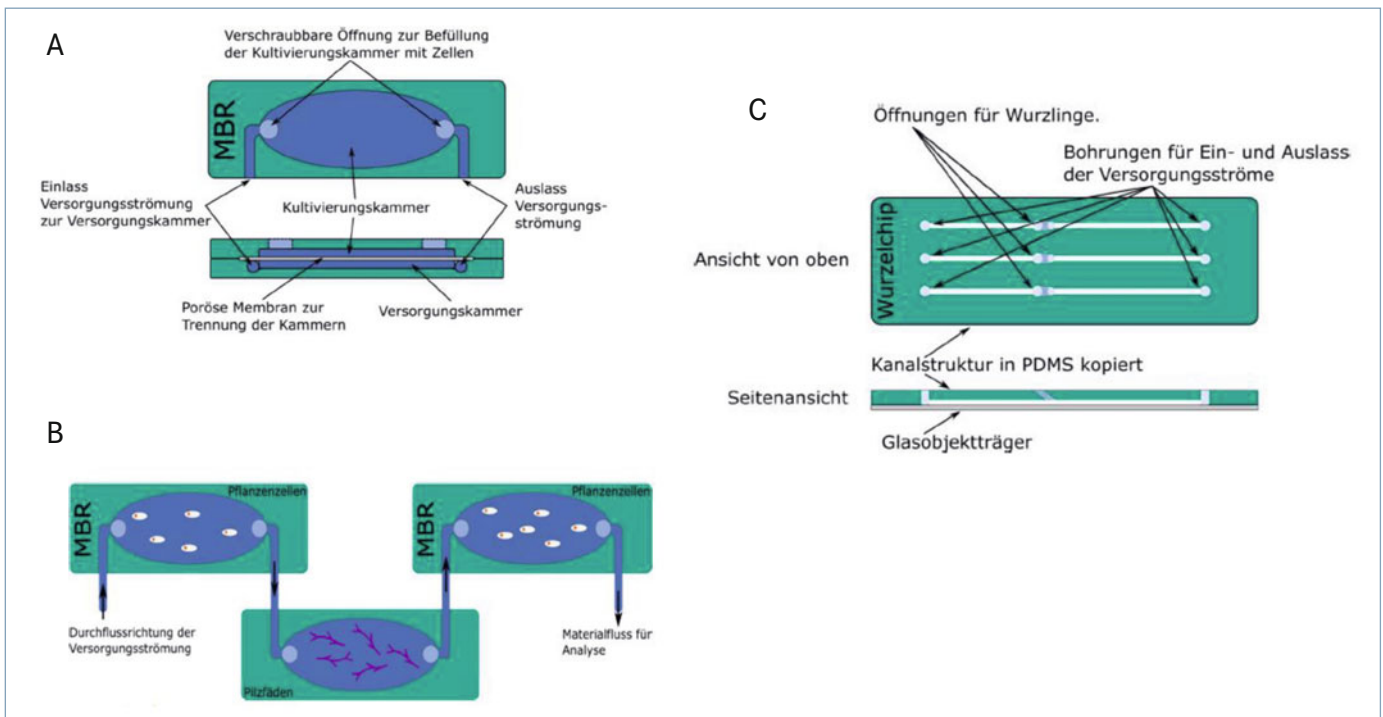 A
Verschraubbare Öffnung zur Befüllung
der Kultivierungskammer mit Zellen
MBR
Einlass
Versorgungsströmung
zur Versorgungskammer
Kultivierungskammer
Auslass
Versorgungs-
strömung
Poröse Membran zur
Trennung der Kammern
Versorgungskammer
B
Pflanzenzellen
MBR
Durchflussrichtung der
Versorgungsströmung
Pilzfäden
Pflanzenzellen
MBR
Materialfluss für
Analyse
C
Öffnungen für Wurzlinge.
Bohrungen für Ein- und Auslass
der Versorgungsströme
Ansicht von oben
Wurzelchip
Kanalstruktur in PDMS kopiert
Seitenansicht
Glasobjektträger